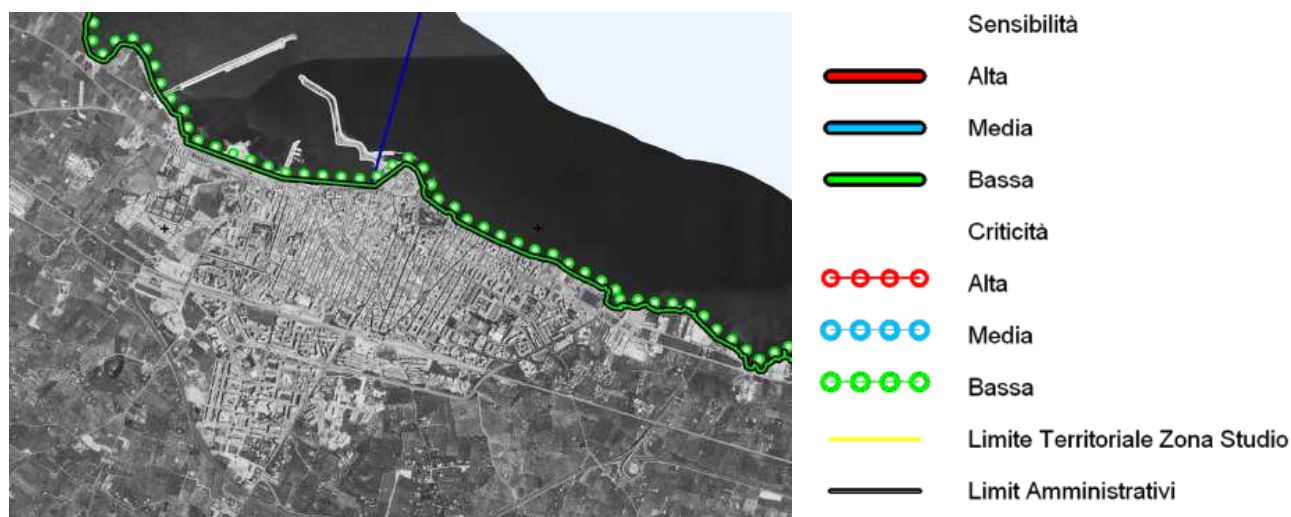 Sensibilità
Alta
Media
Bassa
Criticità
Alta
Media
Bassa
Limite Territoriale Zona Studio
Limit Amministrativi